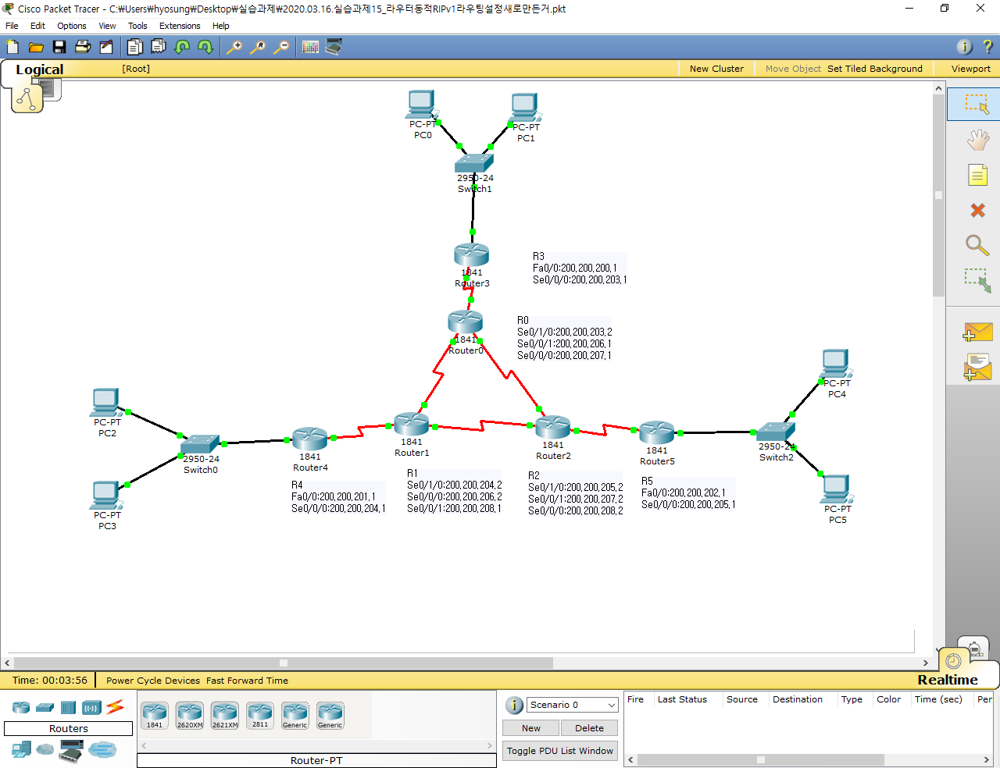 Cisco Packet Tracer - C:₩Users₩hyosung₩Desktop₩실습과제₩2020.03.16.실습과제15_라우터동적RIPv1라우팅설정새로만든거.pkt
File Edit Options View Tools Extensions Help
Logical
[Root]
New Cluster
Move Object
Set Tiled Background
Viewport
PC-PT
PC0
PC-PT
PC1
2950-24
Switch1
1841
Router3
R3
Fa0/0:200,200,200,1
Se0/0/0:200,200,203,1
1841
Router0
R0
Se0/1/0:200,200,203,2
Se0/0/1:200,200,206,1
Se0/0/0:200,200,207,1
PC-PT
PC4
PC-PT
PC2
2950-24
Switch0
1841
Router4
1841
Router1
1841
Router2
1841
Router5
2950-24
Switch2
PC-PT
PC3
R4
Fa0/0:200,200,201,1
Se0/0/0:200,200,204,1
R1
Se0/1/0:200,200,204,2
Se0/0/0:200,200,206,2
Se0/0/1:200,200,208,1
R2
Se0/1/0:200,200,205,2
Se0/0/1:200,200,207,2
Se0/0/0:200,200,208,2
R5
Fa0/0:200,200,202,1
Se0/0/0:200,200,205,1
PC-PT
PC5
Time: 00:03:56
Power Cycle Devices Fast Forward Time
Realtime
Routers
1841
2620XM
2621XM
2811
Generic
Generic
Router-PT
Scenario 0
New
Delete
Toggle PDU List Window
Fire Last Status Source Destination Type Color Time (sec) Per